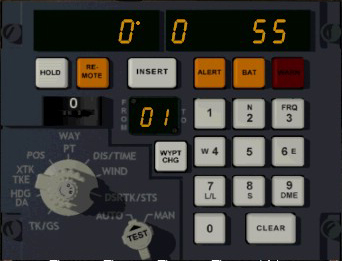 0° 0 55
HOLD
RE-
MOTE
INSERT
ALERT
BAT
WARN
0
FROM
01
TO
1
N
2
FRQ
3
WAY
PT
POS
DIS/TIME
XTK
TKE
WIND
HDG
DA
DSRTK/STS
TK/GS
AUTO
MAN
TEST
WYPT
CHG
W 4
5
6 E
7
L/L
8
S
9
DME
0
CLEAR